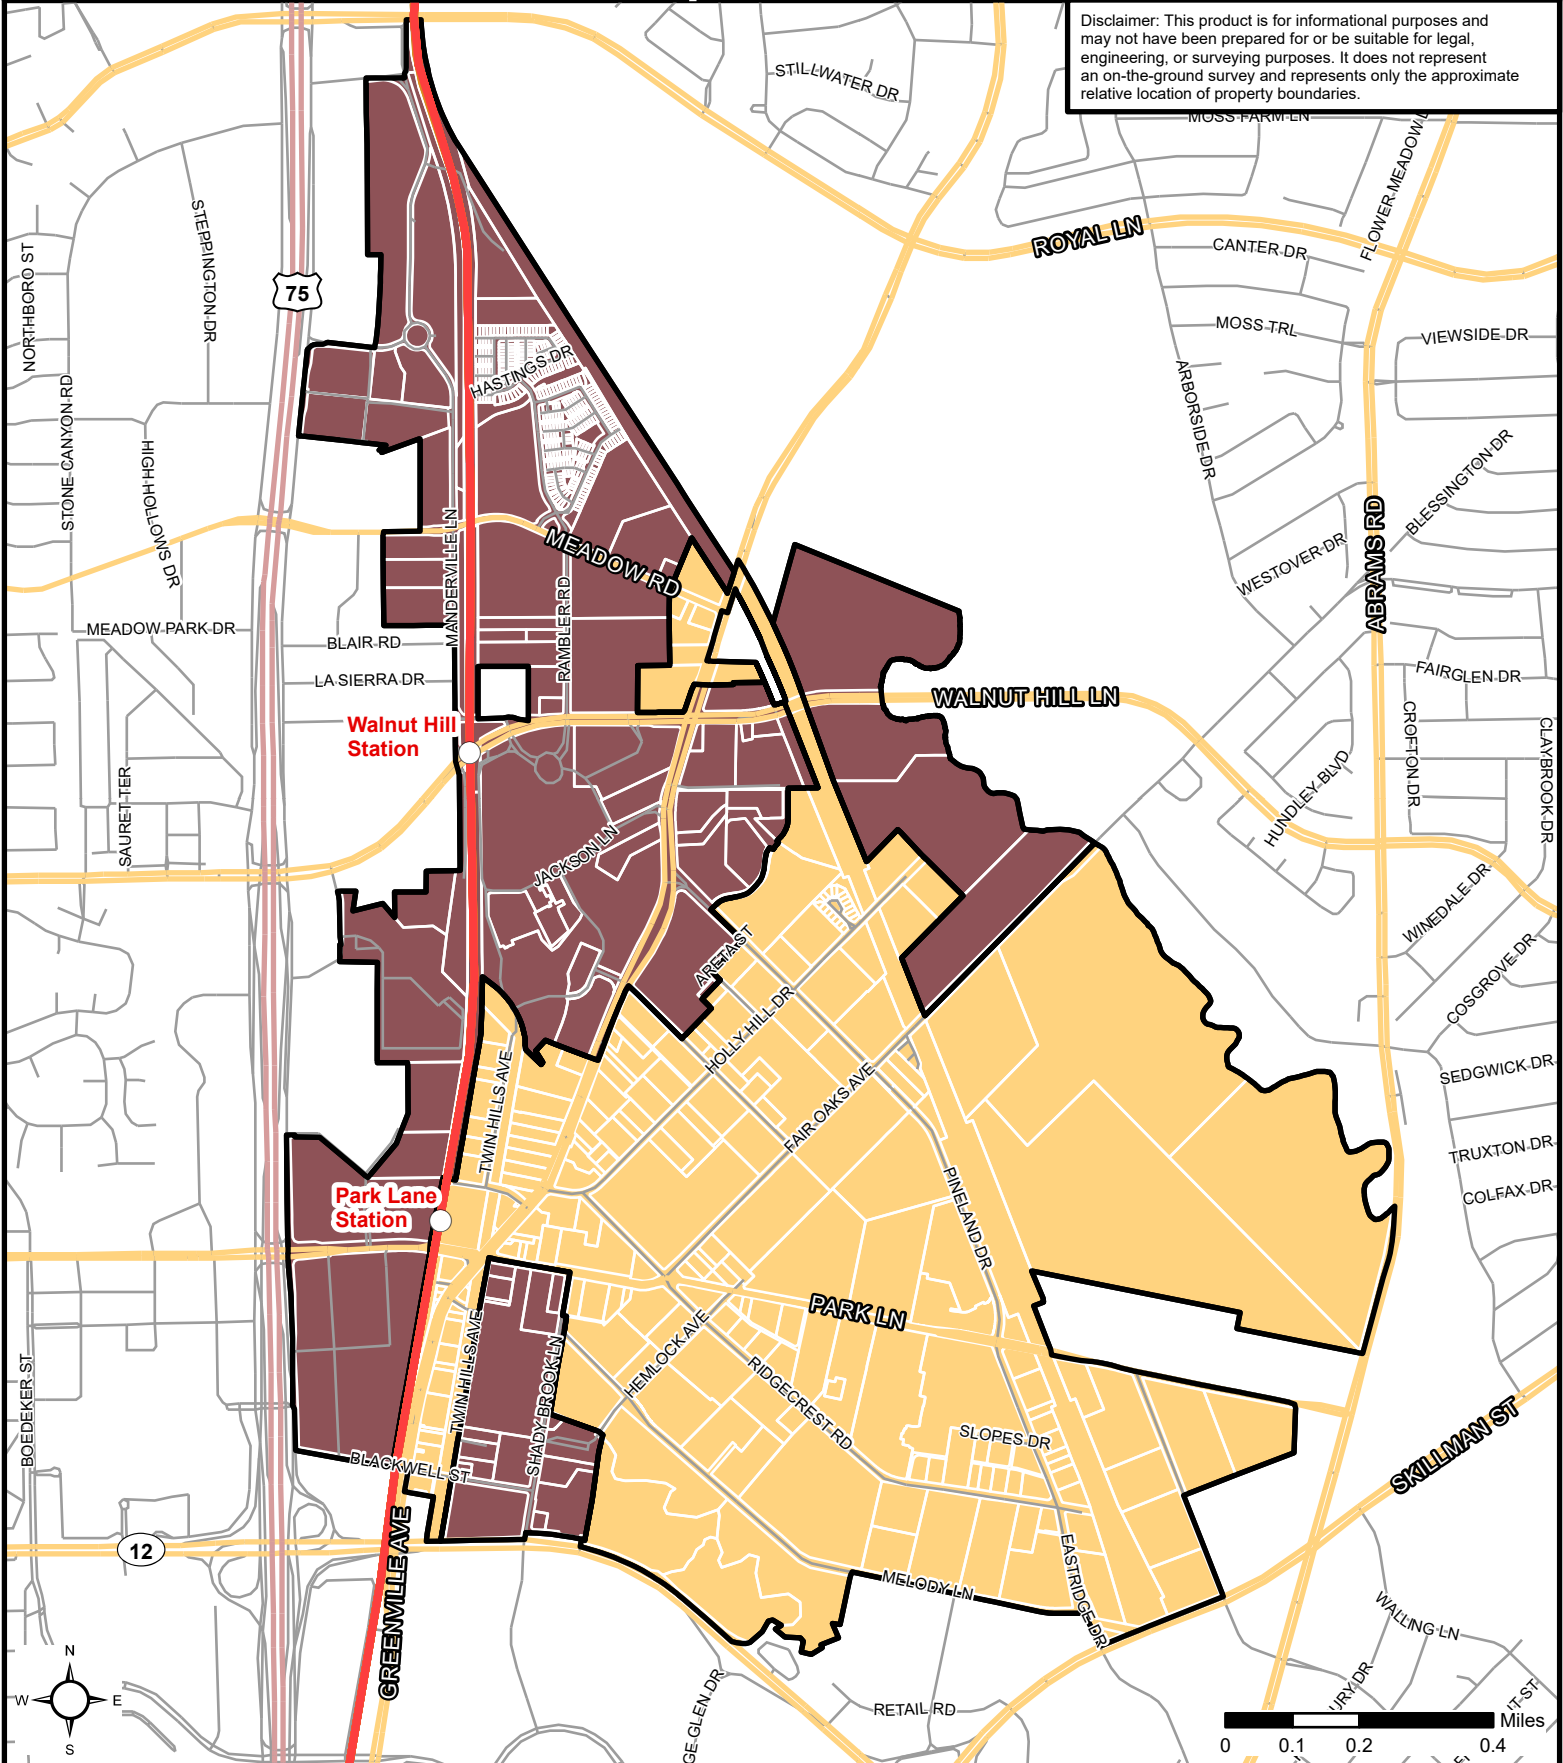 Disclaimer: This product is for informational purposes and
may not have been prepared for or be suitable for legal,
engineering, or surveying purposes. It does not represent
an on-the-ground survey and represents only the approximate
relative location of property boundaries.
STILLWATER DR
MOSS FARM LN
ROYAL LN
CANTER DR
STEPPINGTON DR
NORTHBORO ST
75
MOSS TRL
VIEWSIDE DR
HASTINGS DR
ARBORSIDE DR
STONE CANYON RD
HIGH HOLLOWS DR
BLESSINGTON DR
MANDERVILLE LN
MEADOW RD
WESTOVER DR
ABRAMS RD
RAMBLER RD
MEADOW PARK DR
BLAIR RD
LA SIERRA DR
FAIRGLEN DR
WALNUT HILL LN
Walnut Hill
Station
CROFTON DR
CLAYBROOK DR
HUNDLEY BLVD
SAURET TER
JACKSON LN
WINEDALE DR
ARETA ST
COSGROVE DR
HOLLY HILL DR
SEDGWICK DR
TWIN HILLS AVE
FAIR OAKS AVE
TRUXTON DR
COLFAX DR
PINELAND DR
Park Lane
Station
PARK LN
TWIN HILLS AVE
HEMLOCK AVE
SHADY BROOK LN
RIDGECREST RD
BOEDEKER ST
SLOPES DR
SKILLMAN ST
BLACKWELL ST
12
GREENVILLE AVE
MELODY LN
EASTRIDGE DR
WALLING LN
N
W
E
S
RETAIL RD
Miles
0
0.1
0.2
0.4